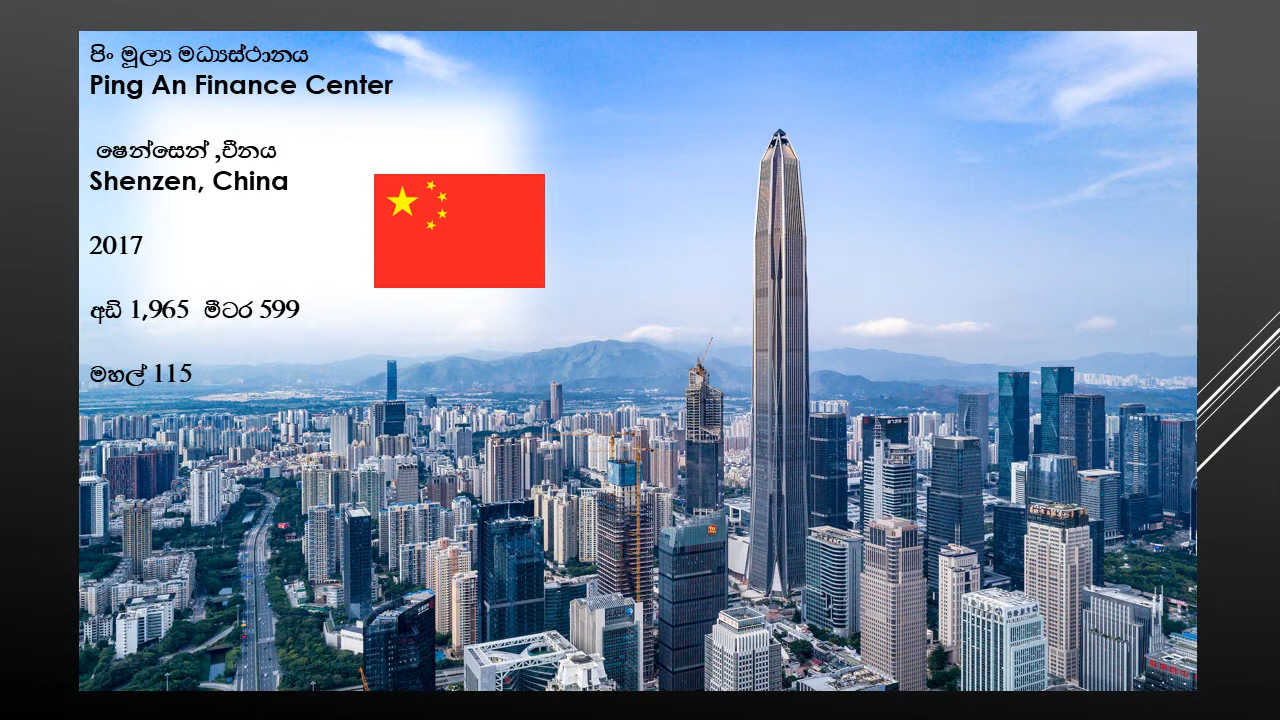 පිං මූල්‍ය මධ්‍යස්ථානය
Ping An Finance Center
ෂෙන්සෙන් ,චීනය
Shenzen, China
2017
අඩි 1,965 මීටර 599
මහල් 115